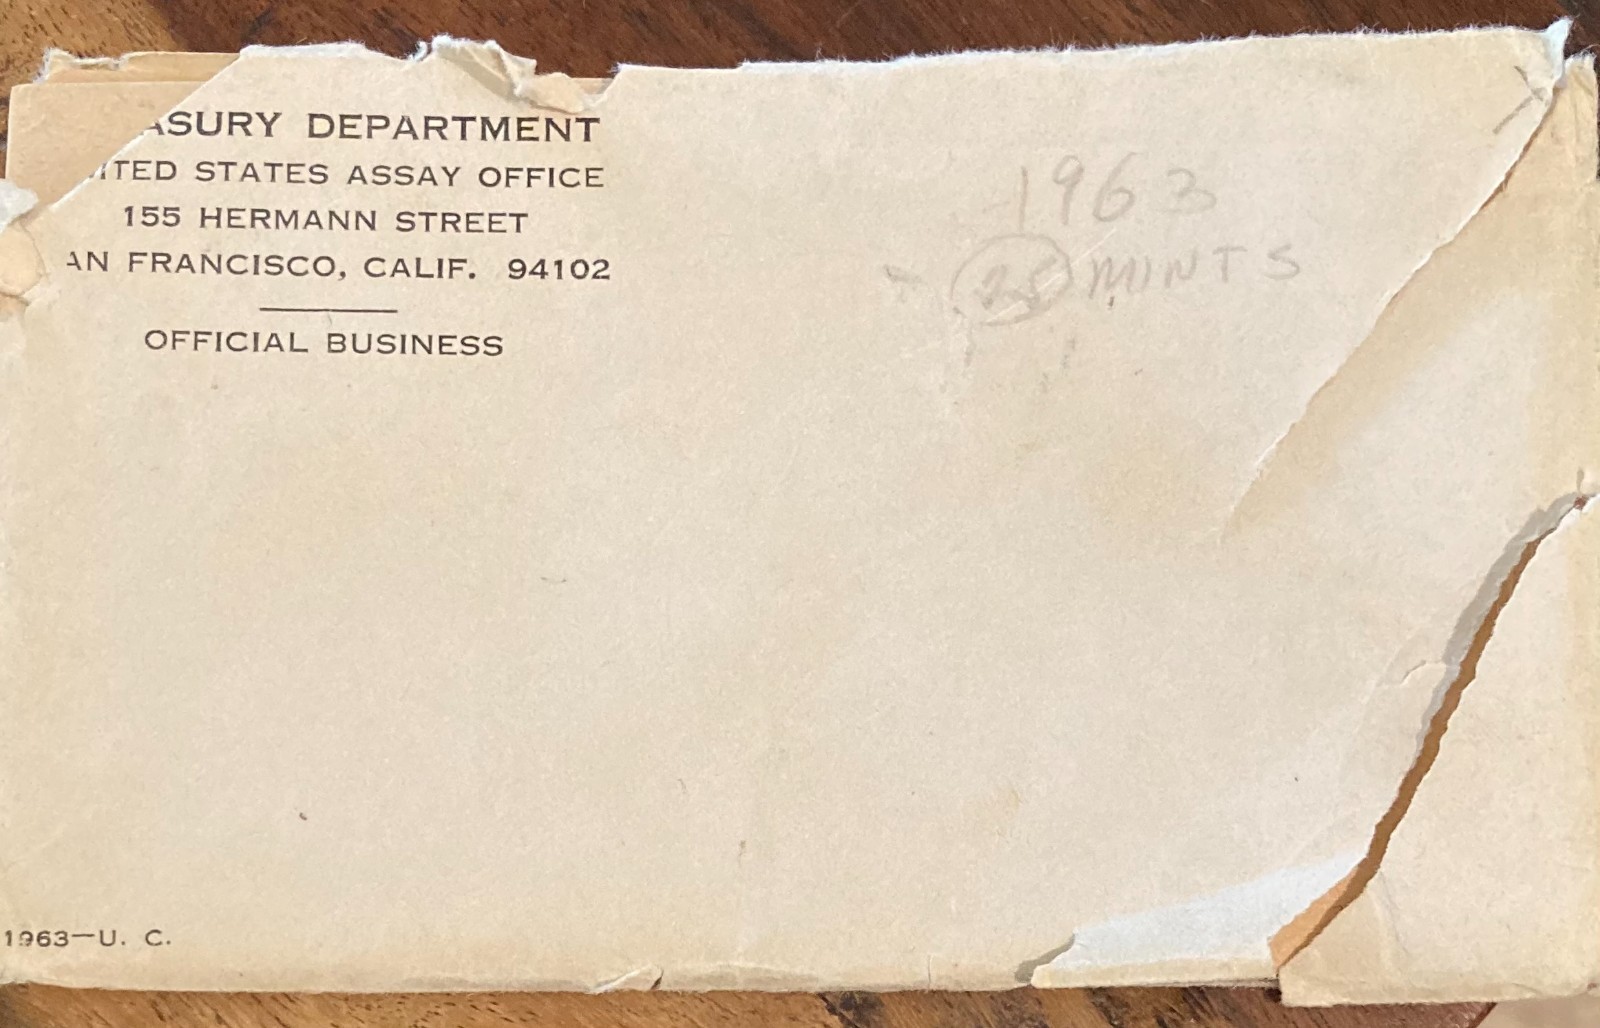 ASURY DEPARTMENT
ITED STATES ASSAY OFFICE
155 HERMANN STREET
AN FRANCISCO, CALIF. 94102
OFFICIAL BUSINESS
1963
MINTS
1963—U. C.